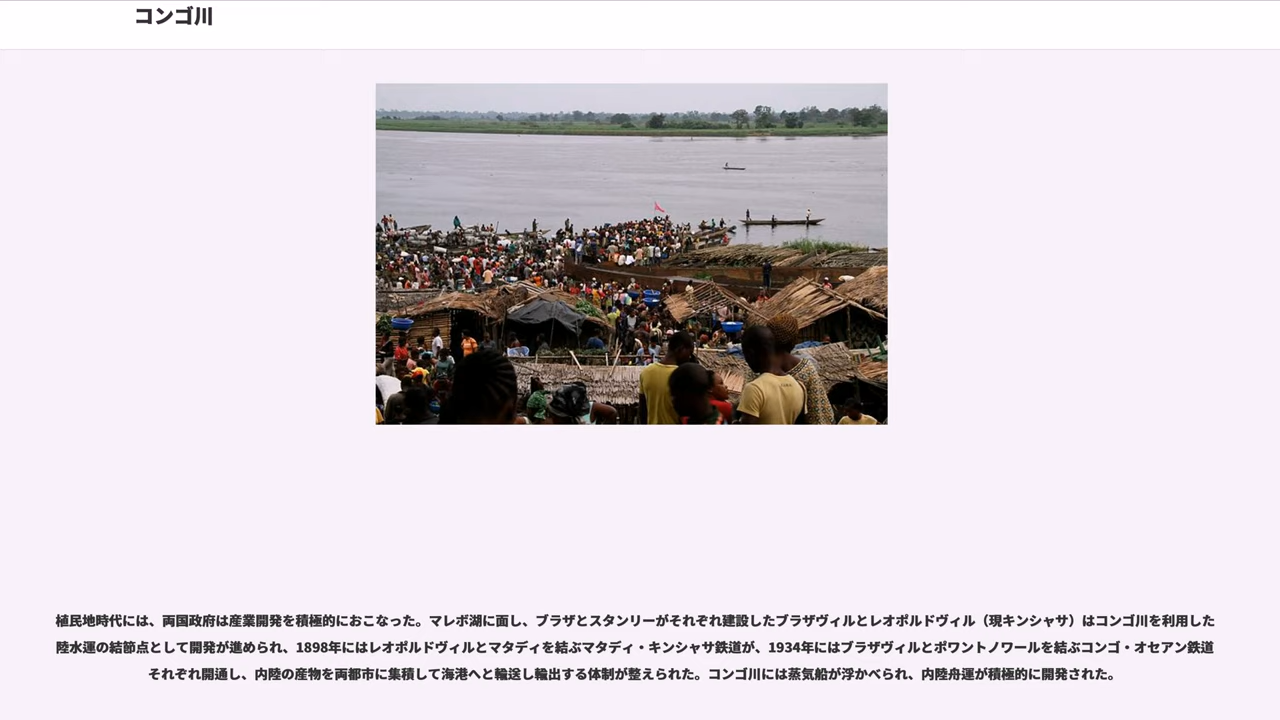 コンゴ川
植民地時代には、両国政府は産業開発を積極的におこなった。マレボ湖に面し、ブラザとスタンリーがそれぞれ建設したブラザヴィルとレオポルドヴィル（現キンシャサ）はコンゴ川を利用した
陸水運の結節点として開発が進められ、1898年にはレオポルドヴィルとマタディを結ぶマタディ・キンシャサ鉄道が、1934年にはブラザヴィルとポワントノワールを結ぶコンゴ・オセアン鉄道
それぞれ開通し、内陸の産物を両都市に集積して海港へと輪送し輪出する体制が整えられた。コンゴ川には蒸気船が浮かべられ、内陸舟運が積極的に開発された。